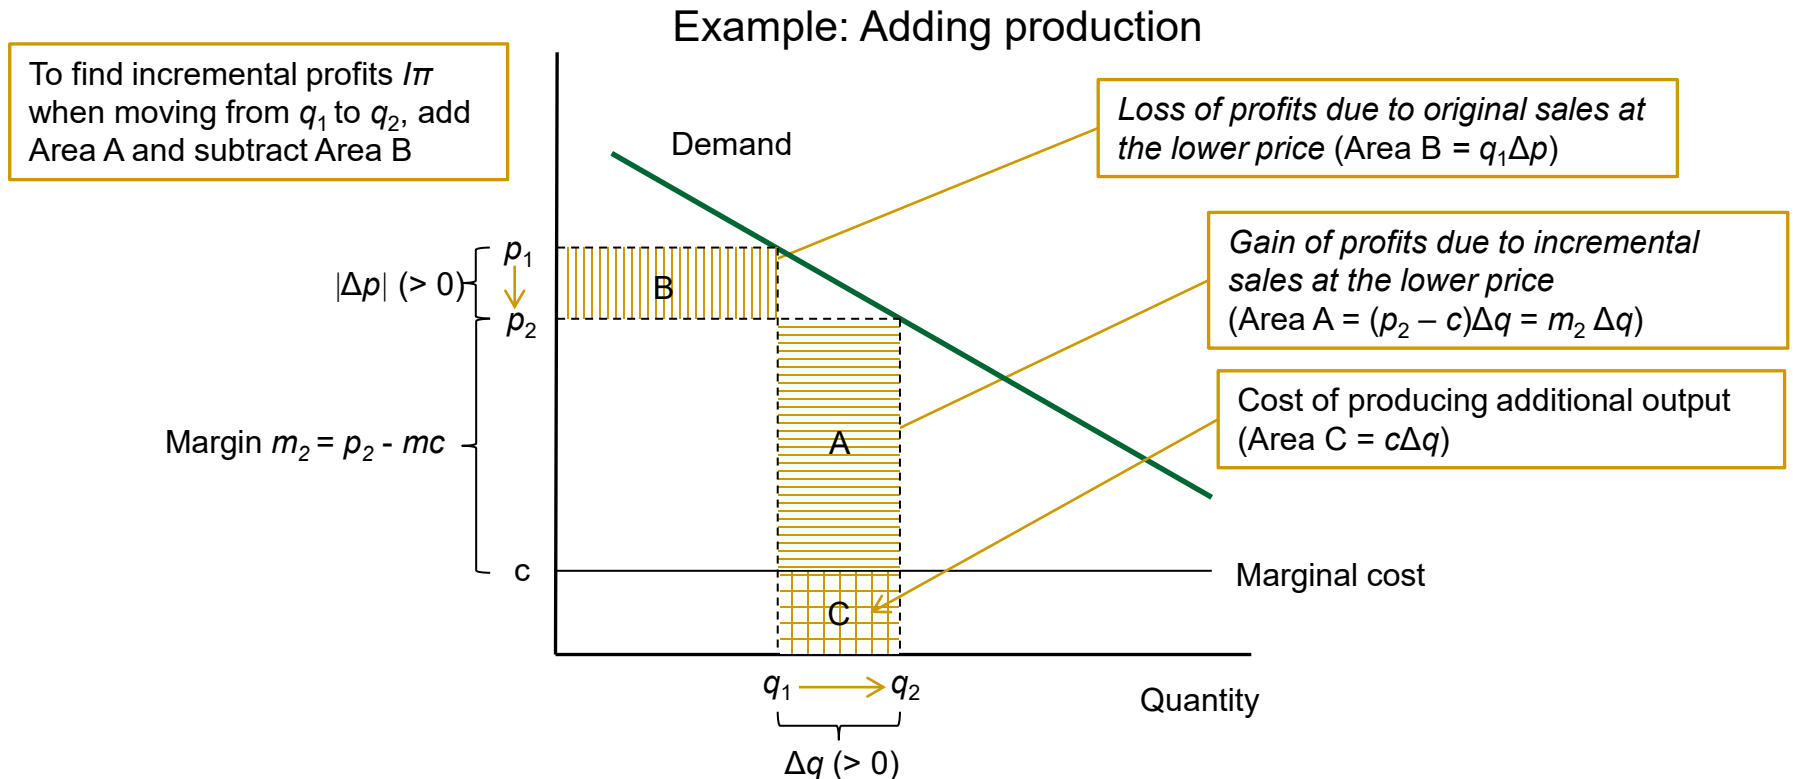 Example: Adding production
To find incremental profits Iπ
when moving from q₁ to q₂, add
Area A and subtract Area B
Demand
Loss of profits due to original sales at
the lower price (Area B = q₁Δp)
Gain of profits due to incremental
sales at the lower price
(Area A = (p₂ – c)Δq = m₂ Δq)
Cost of producing additional output
(Area C = cΔq)
p₁
|Δp| (> 0)
B
p₂
Margin m₂ = p₂ - mc
A
c
Marginal cost
C
q₁
q₂
Quantity
Δq (> 0)